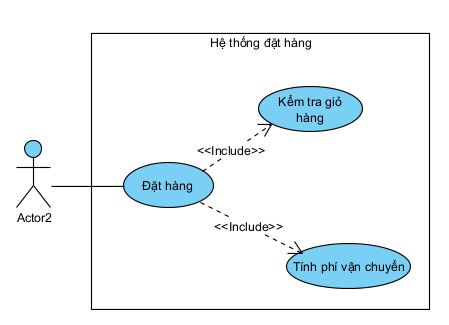 Hệ thống đặt hàng
Kểm tra giỏ
hàng
<<Include>>
Đặt hàng
Actor2
<<Include>>
Tính phí vận chuyển